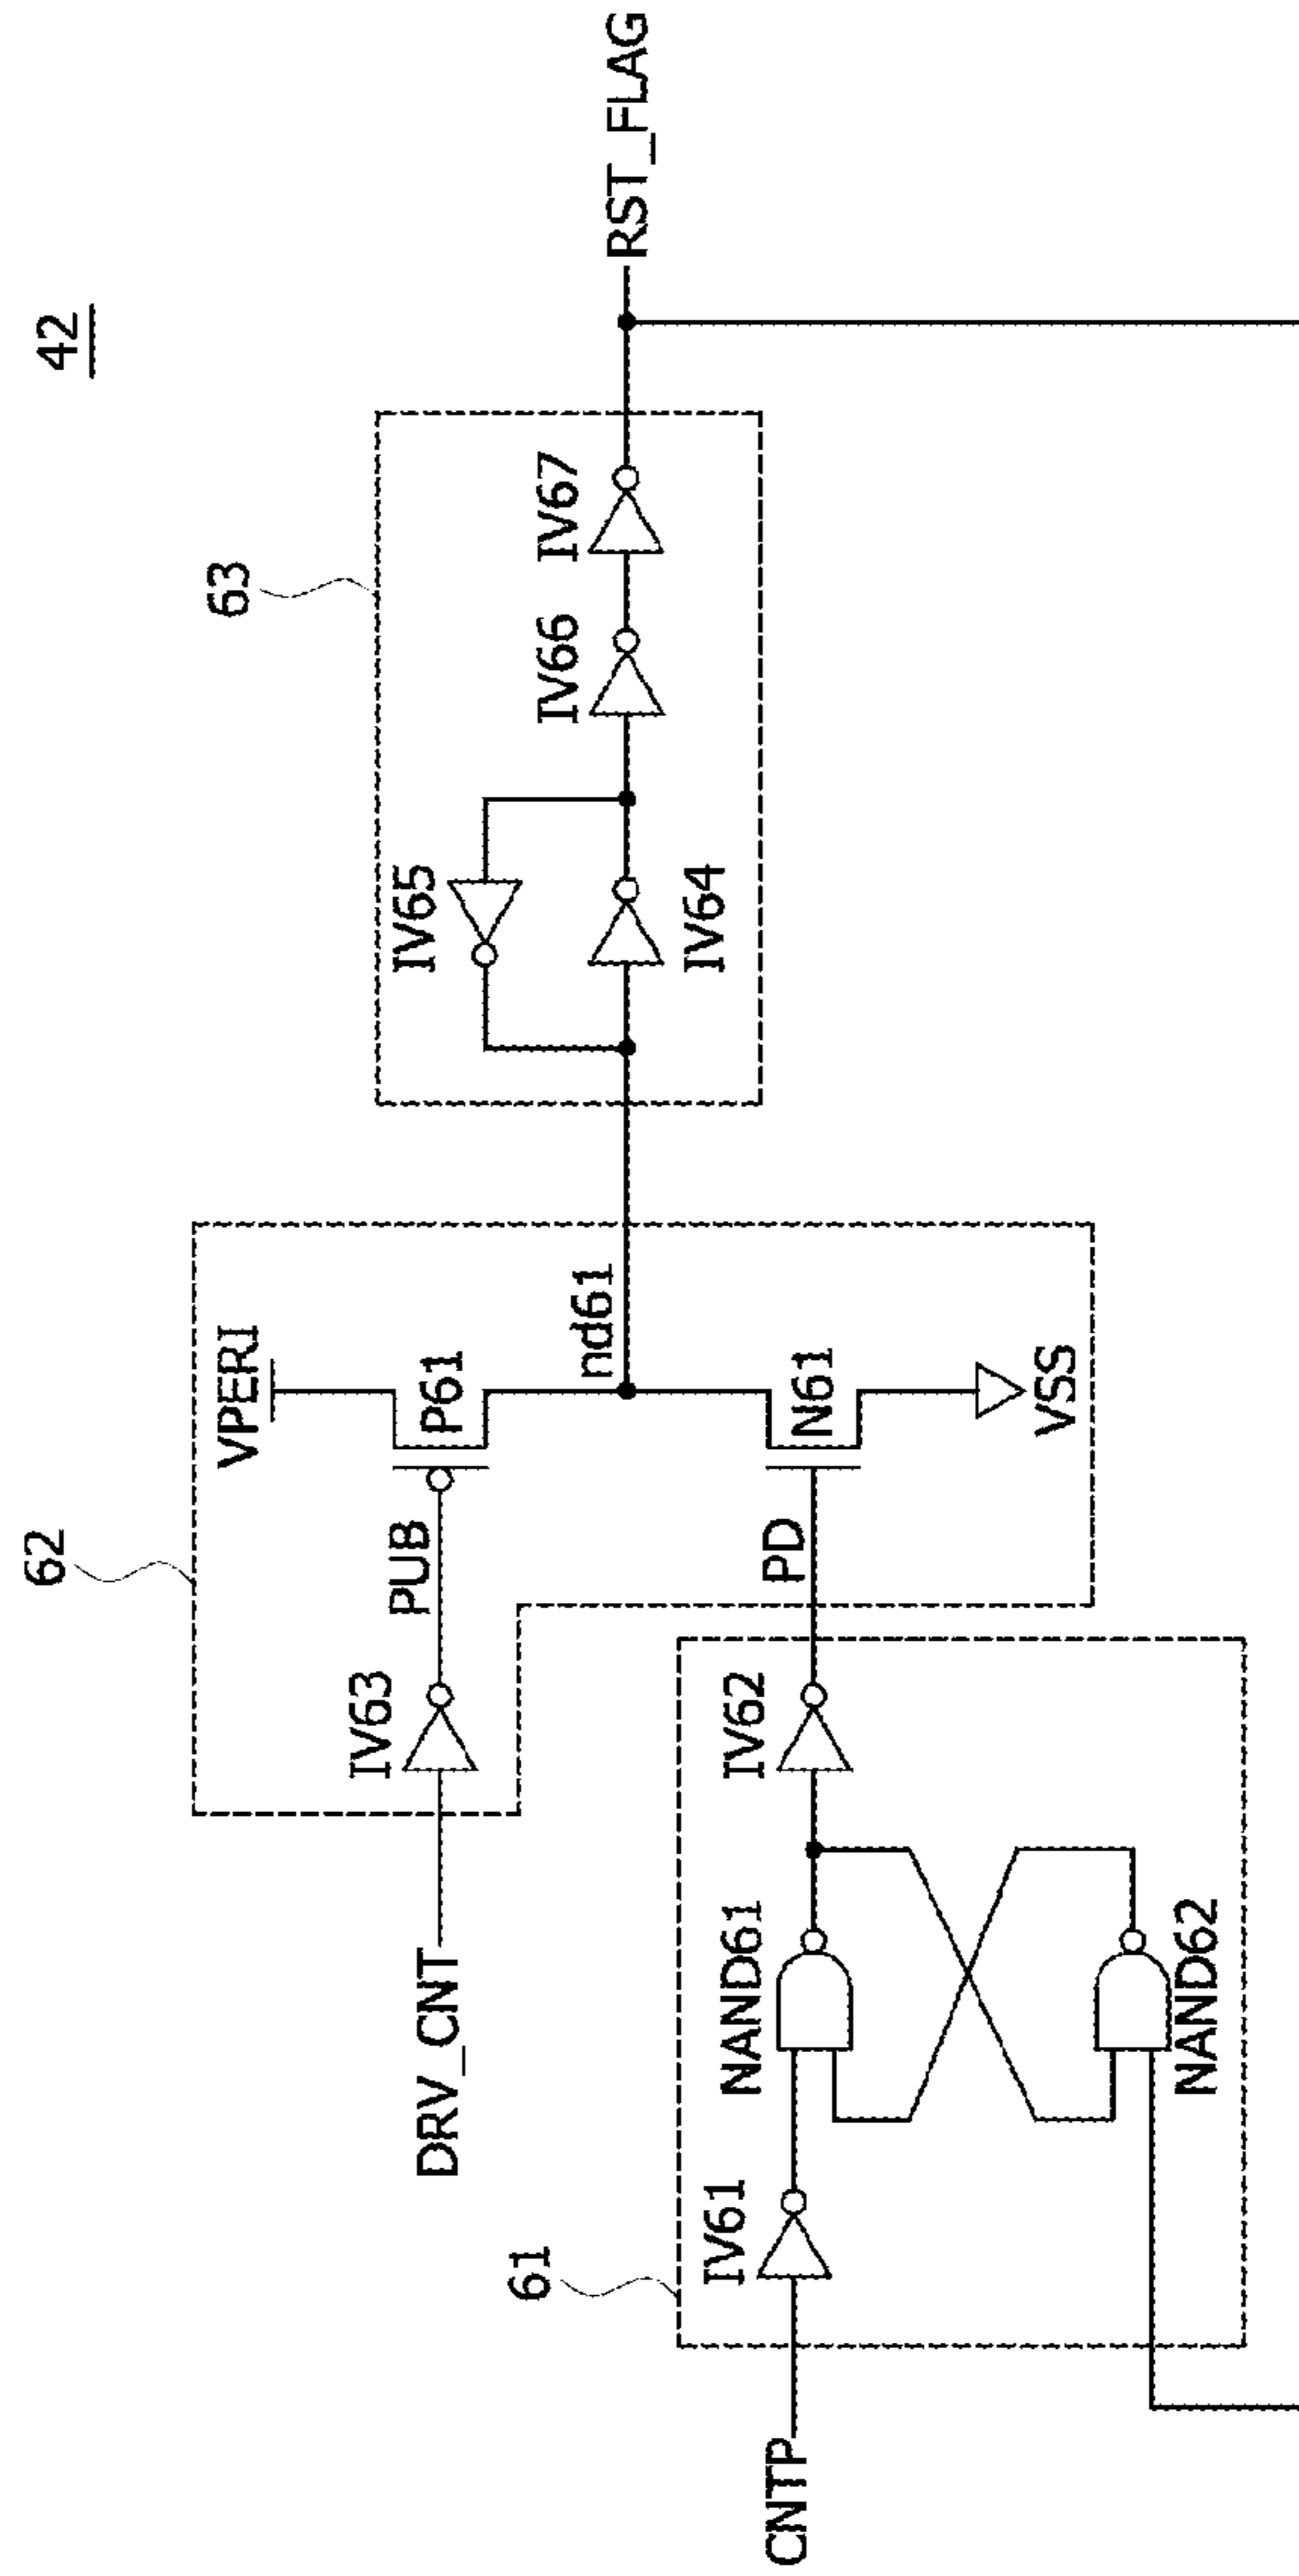 42
62
63
VPERI
IV63
PUB
P61
IV65
IV66
IV67
DRV_CNT
nd61
RST_FLAG
IV64
61
IV61
NAND61
IV62
PD
N61
CNTP
VSS
NAND62